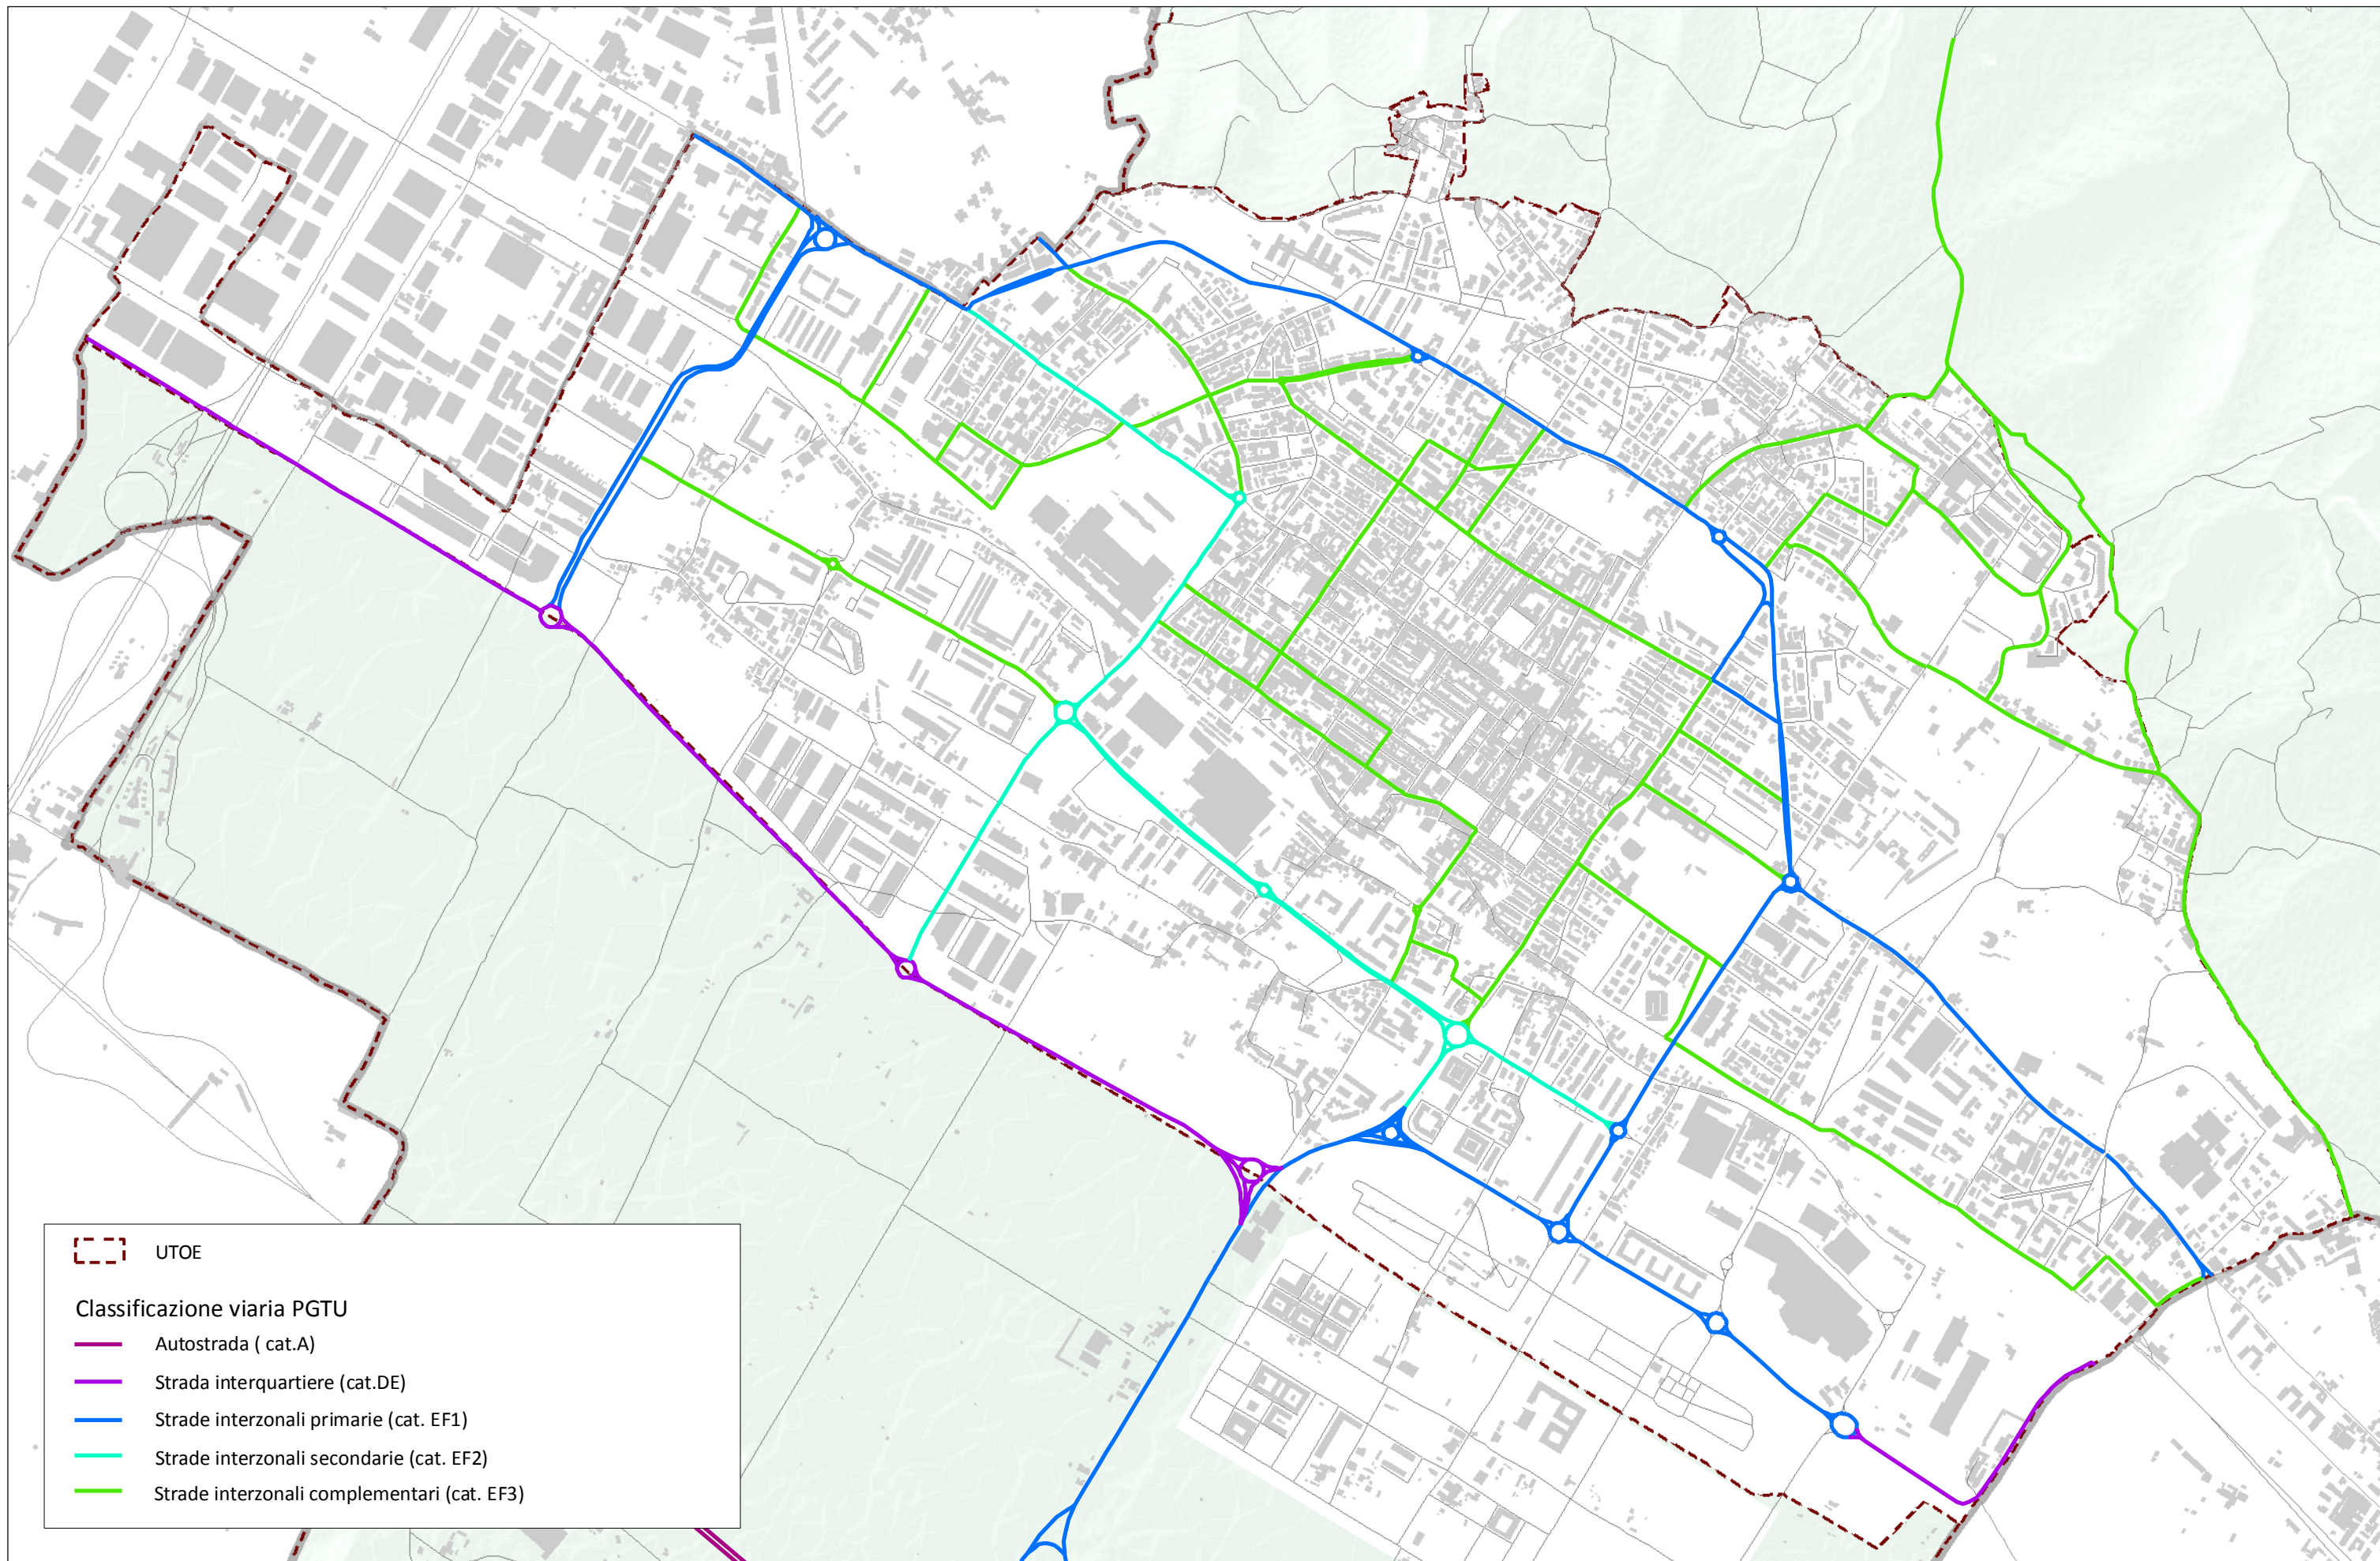 UTOE
Classificazione viaria PGTU
Autostrada ( cat.A)
Strada interquartiere (cat.DE)
Strade interzonali primarie (cat. EF1)
Strade interzonali secondarie (cat. EF2)
Strade interzonali complementari (cat. EF3)